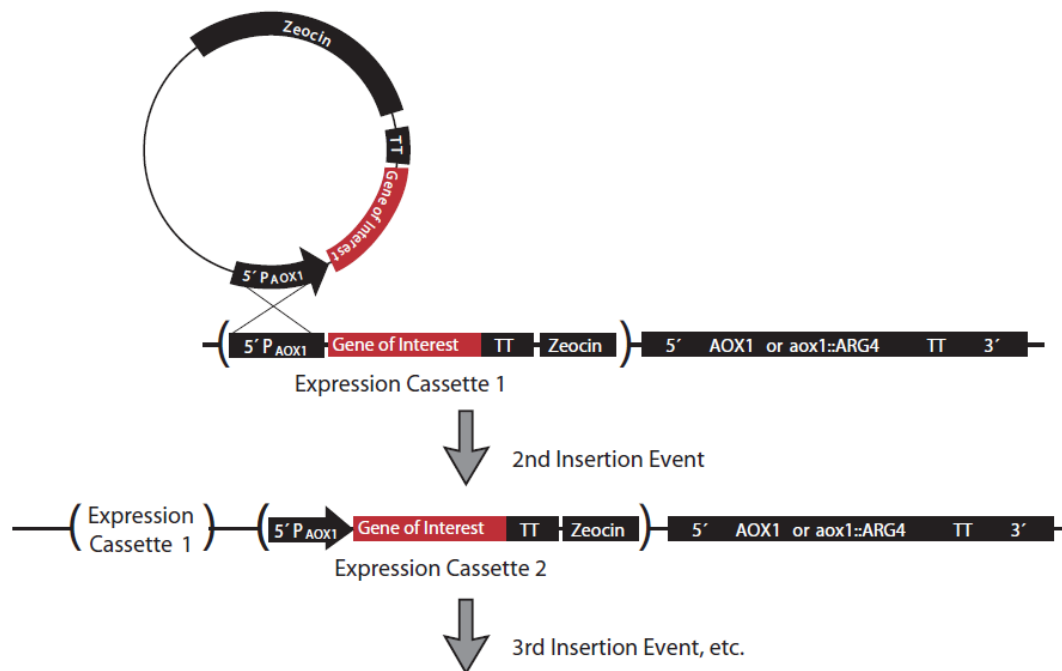 Zeocin
TT
Gene of Interest
5´ PAOX1
( 5´ PAOX1 Gene of Interest TT Zeocin ) 5´ AOX1 or aox1::ARG4 TT 3´
Expression Cassette 1
2nd Insertion Event
( Expression
Cassette 1 ) ( 5´ PAOX1 Gene of Interest TT Zeocin ) 5´ AOX1 or aox1::ARG4 TT 3´
Expression Cassette 2
3rd Insertion Event, etc.